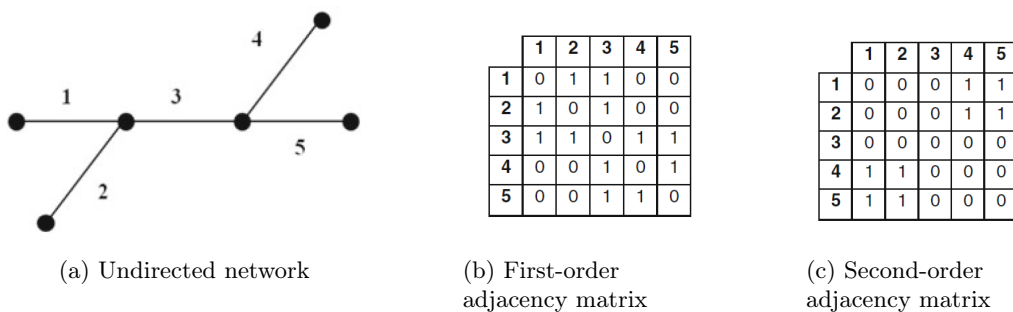 4
1
3
5
2
1 2 3 4 5
1 0 1 1 0 0
2 1 0 1 0 0
3 1 1 0 1 1
4 0 0 1 0 1
5 0 0 1 1 0
1 2 3 4 5
1 0 0 0 1 1
2 0 0 0 1 1
3 0 0 0 0 0
4 1 1 0 0 0
5 1 1 0 0 0
(a) Undirected network
(b) First-order
adjacency matrix
(c) Second-order
adjacency matrix